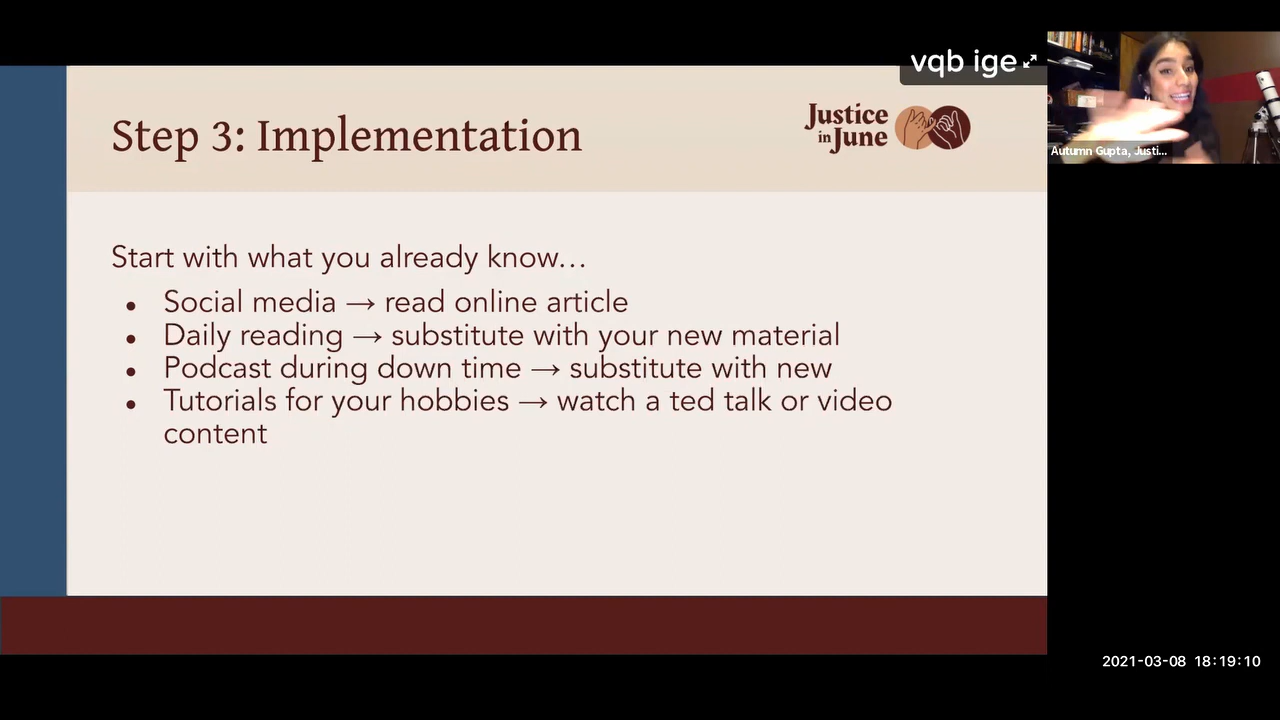 vqb ige
Step 3: Implementation
Justice
in June
Autumn Gupta, Justi...
Start with what you already know…
● Social media → read online article
● Daily reading → substitute with your new material
● Podcast during down time → substitute with new
● Tutorials for your hobbies → watch a ted talk or video
content
2021-03-08 18:19:10